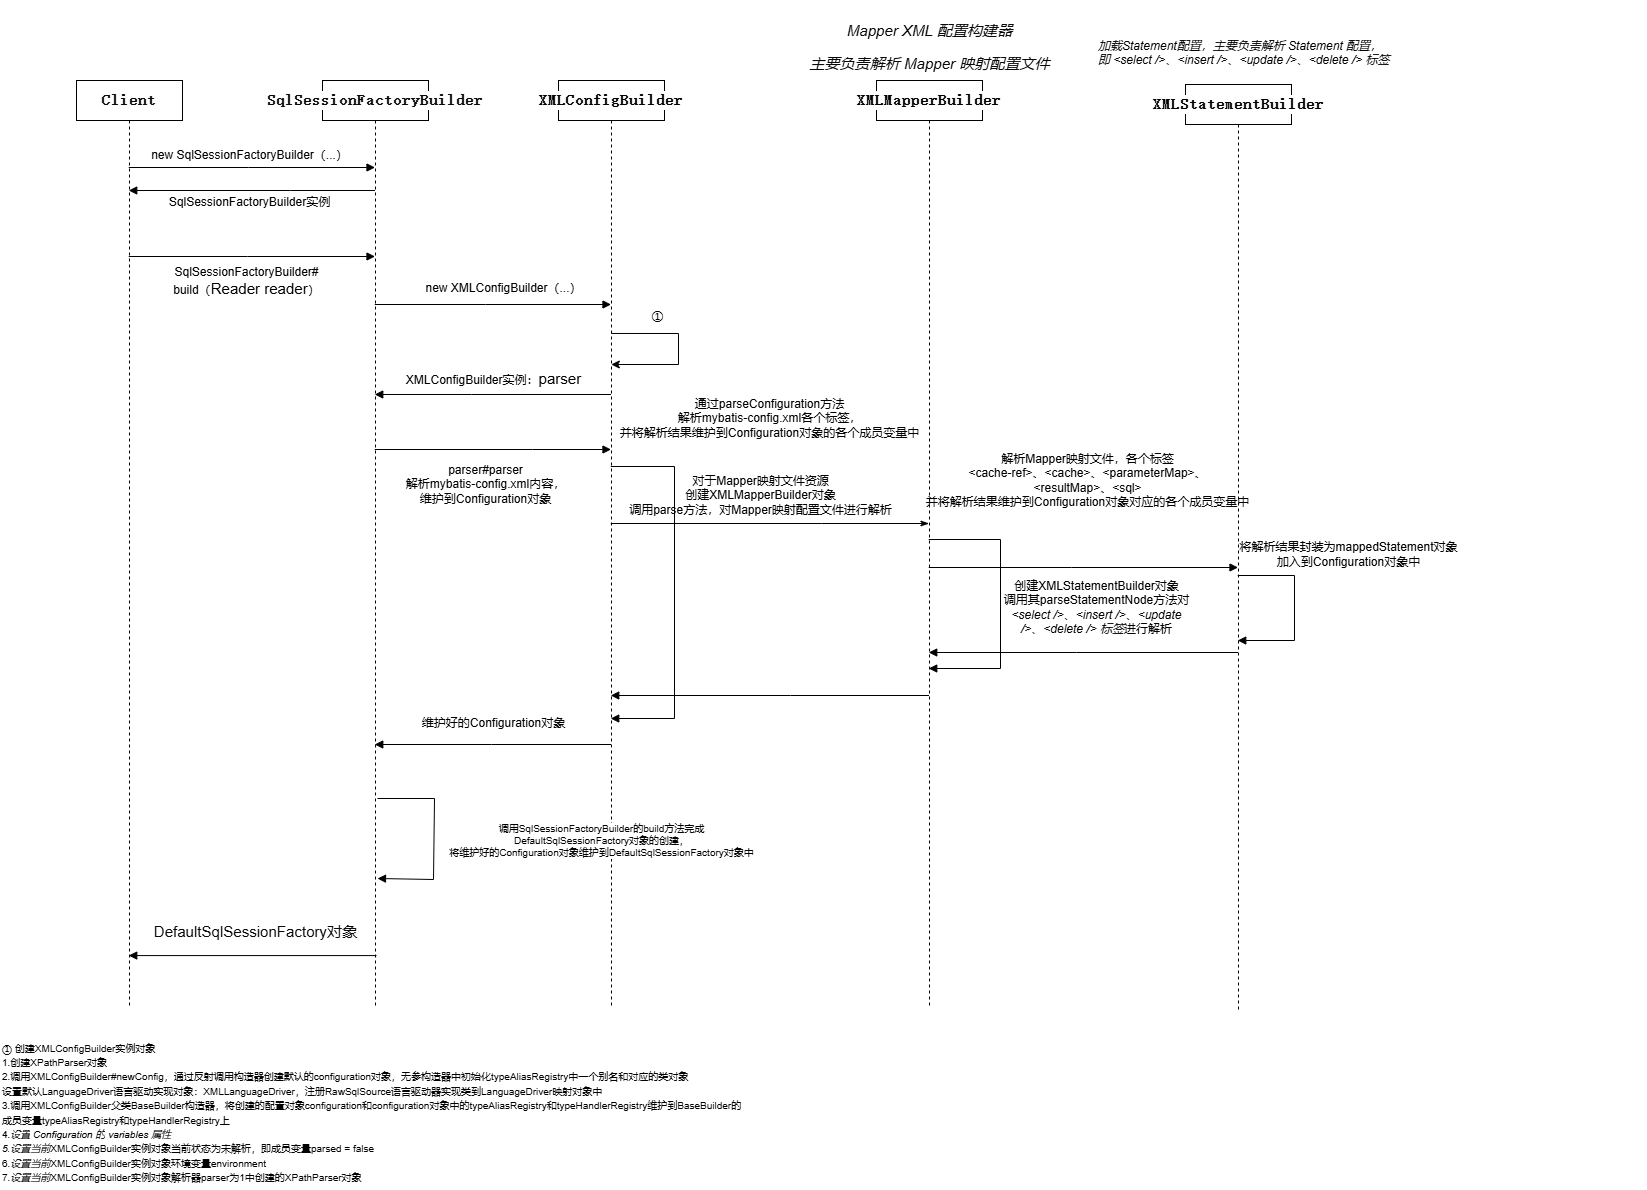 Mapper XML 配置构建器
主要负责解析 Mapper 映射配置文件
加载Statement配置，主要负责解析 Statement 配置，
即 <select />、<insert />、<update />、<delete /> 标签
Client
SqlSessionFactoryBuilder
XMLConfigBuilder
XMLMapperBuilder
XMLStatementBuilder
new SqlSessionFactoryBuilder（...）
SqlSessionFactoryBuilder实例
SqlSessionFactoryBuilder#
build（Reader reader）
new XMLConfigBuilder（...）
①
XMLConfigBuilder实例：parser
通过parseConfiguration方法
解析mybatis-config.xml各个标签，
并将解析结果维护到Configuration对象的各个成员变量中
parser#parser
解析mybatis-config.xml内容，
维护到Configuration对象
对于Mapper映射文件资源
创建XMLMapperBuilder对象
调用parse方法，对Mapper映射配置文件进行解析
解析Mapper映射文件，各个标签
<cache-ref>、<cache>、<parameterMap>、
<resultMap>、<sql>
并将解析结果维护到Configuration对象对应的各个成员变量中
将解析结果封装为mappedStatement对象
加入到Configuration对象中
创建XMLStatementBuilder对象
调用其parseStatementNode方法对
<select />、<insert />、<update
/>、<delete /> 标签进行解析
维护好的Configuration对象
调用SqlSessionFactoryBuilder的build方法完成
DefaultSqlSessionFactory对象的创建，
将维护好的Configuration对象维护到DefaultSqlSessionFactory对象中
DefaultSqlSessionFactory对象
① 创建XMLConfigBuilder实例对象
1.创建XPathParser对象
2.调用XMLConfigBuilder#newConfig，通过反射调用构造器创建默认的configuration对象，无参构造器中初始化typeAliasRegistry中一个别名和对应的类对象
设置默认LanguageDriver语言驱动实现对象：XMLLanguageDriver，注册RawSqlSource语言驱动器实现类到LanguageDriver映射对象中
3.调用XMLConfigBuilder父类BaseBuilder构造器，将创建的配置对象configuration和configuration对象中的typeAliasRegistry和typeHandlerRegistry维护到BaseBuilder的
成员变量typeAliasRegistry和typeHandlerRegistry上
4.设置 Configuration 的 variables 属性
5.设置当前XMLConfigBuilder实例对象当前状态为未解析，即成员变量parsed = false
6.设置当前XMLConfigBuilder实例对象环境变量environment
7.设置当前XMLConfigBuilder实例对象解析器parser为1中创建的XPathParser对象